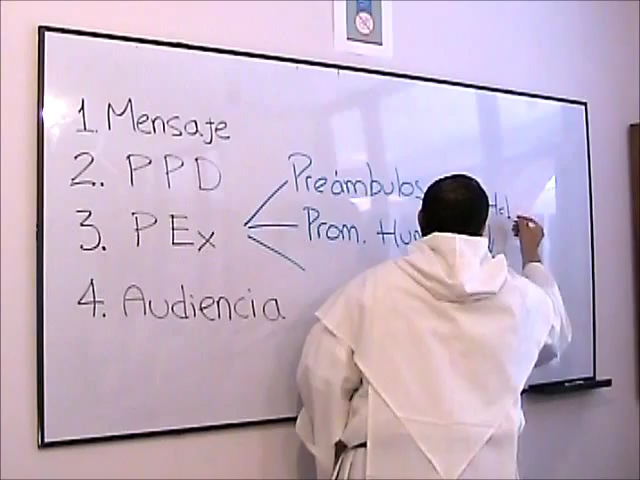 1. Mensaje
2. PPD
3. PEx
Preámbulos
Prom.
4. Audiencia